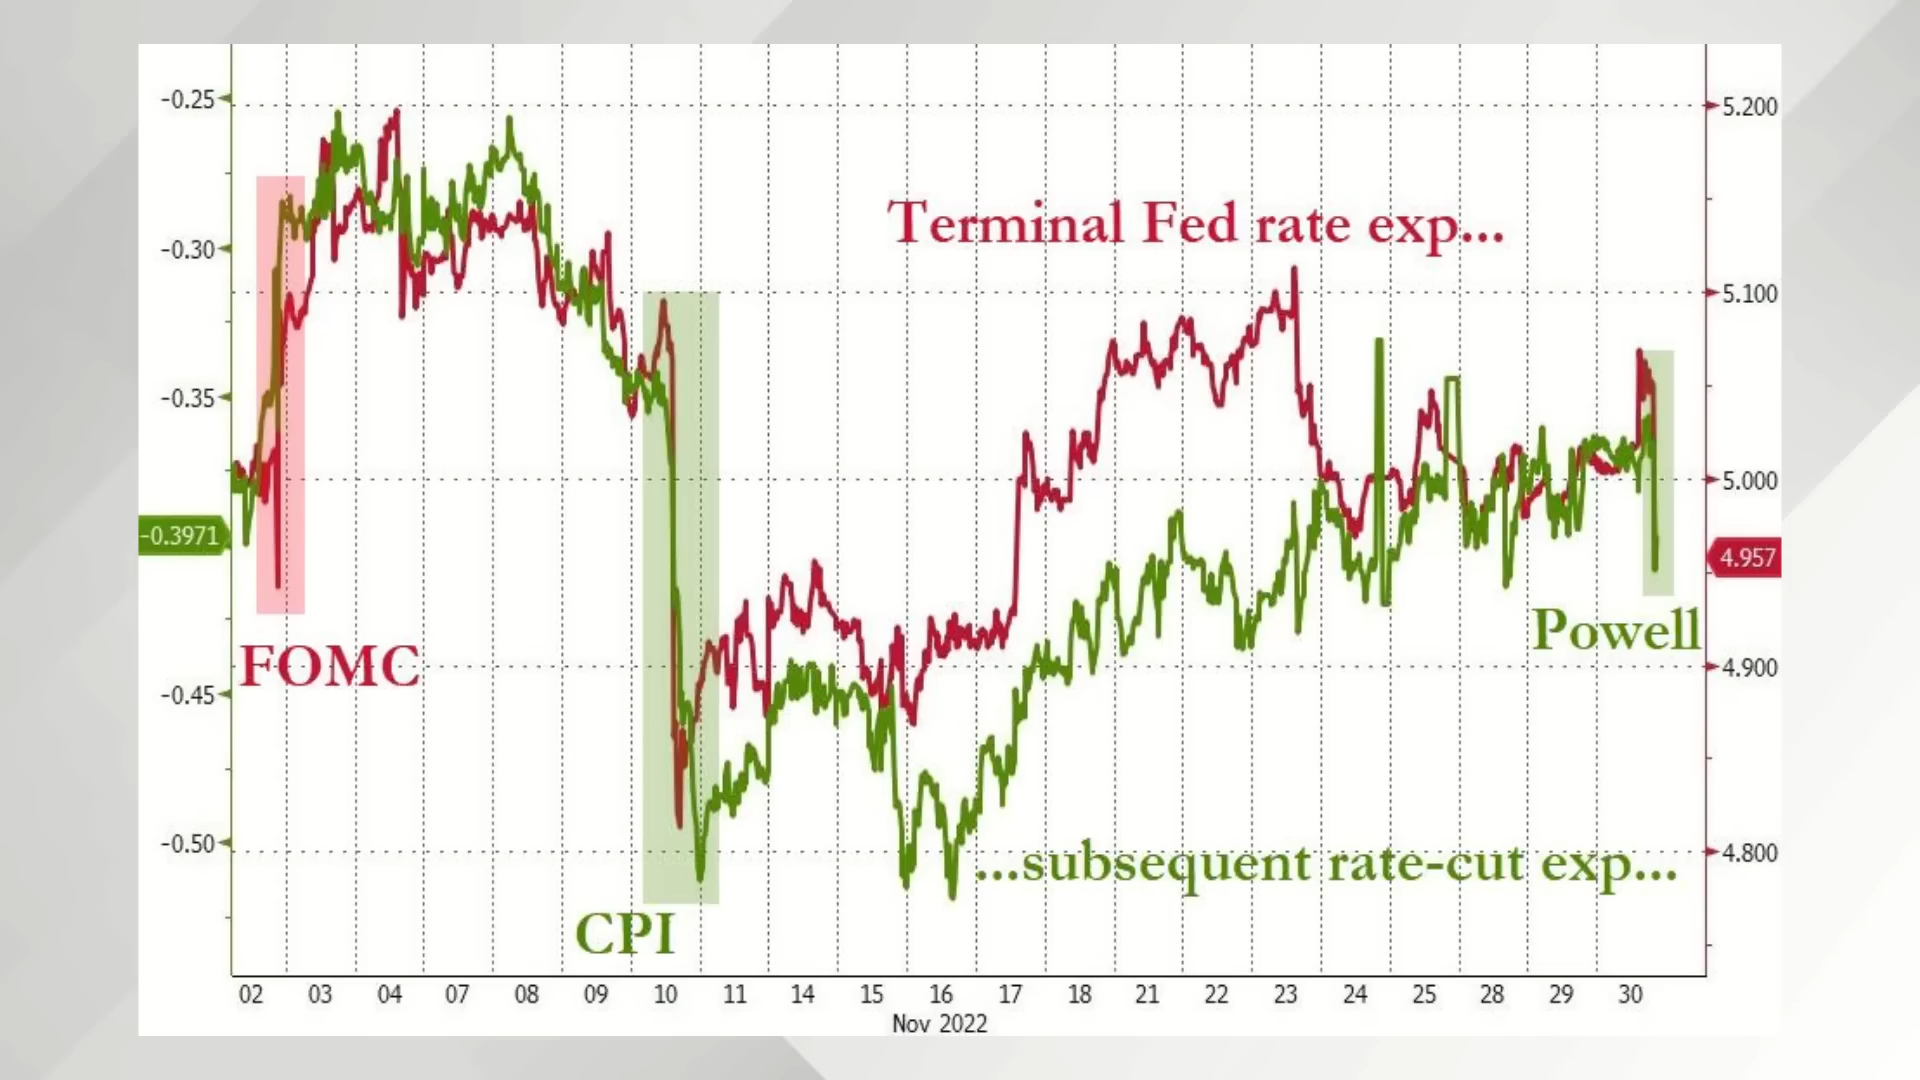 -0.25
-0.30
-0.35
-0.3971
-0.45
-0.50
5.200
5.100
5.000
4.957
4.900
4.800
Terminal Fed rate exp...
FOMC
CPI
Powell
...subsequent rate-cut exp...
02 03 04 07 08 09 10 11 14 15 16 17 18 21 22 23 24 25 28 29 30
Nov 2022